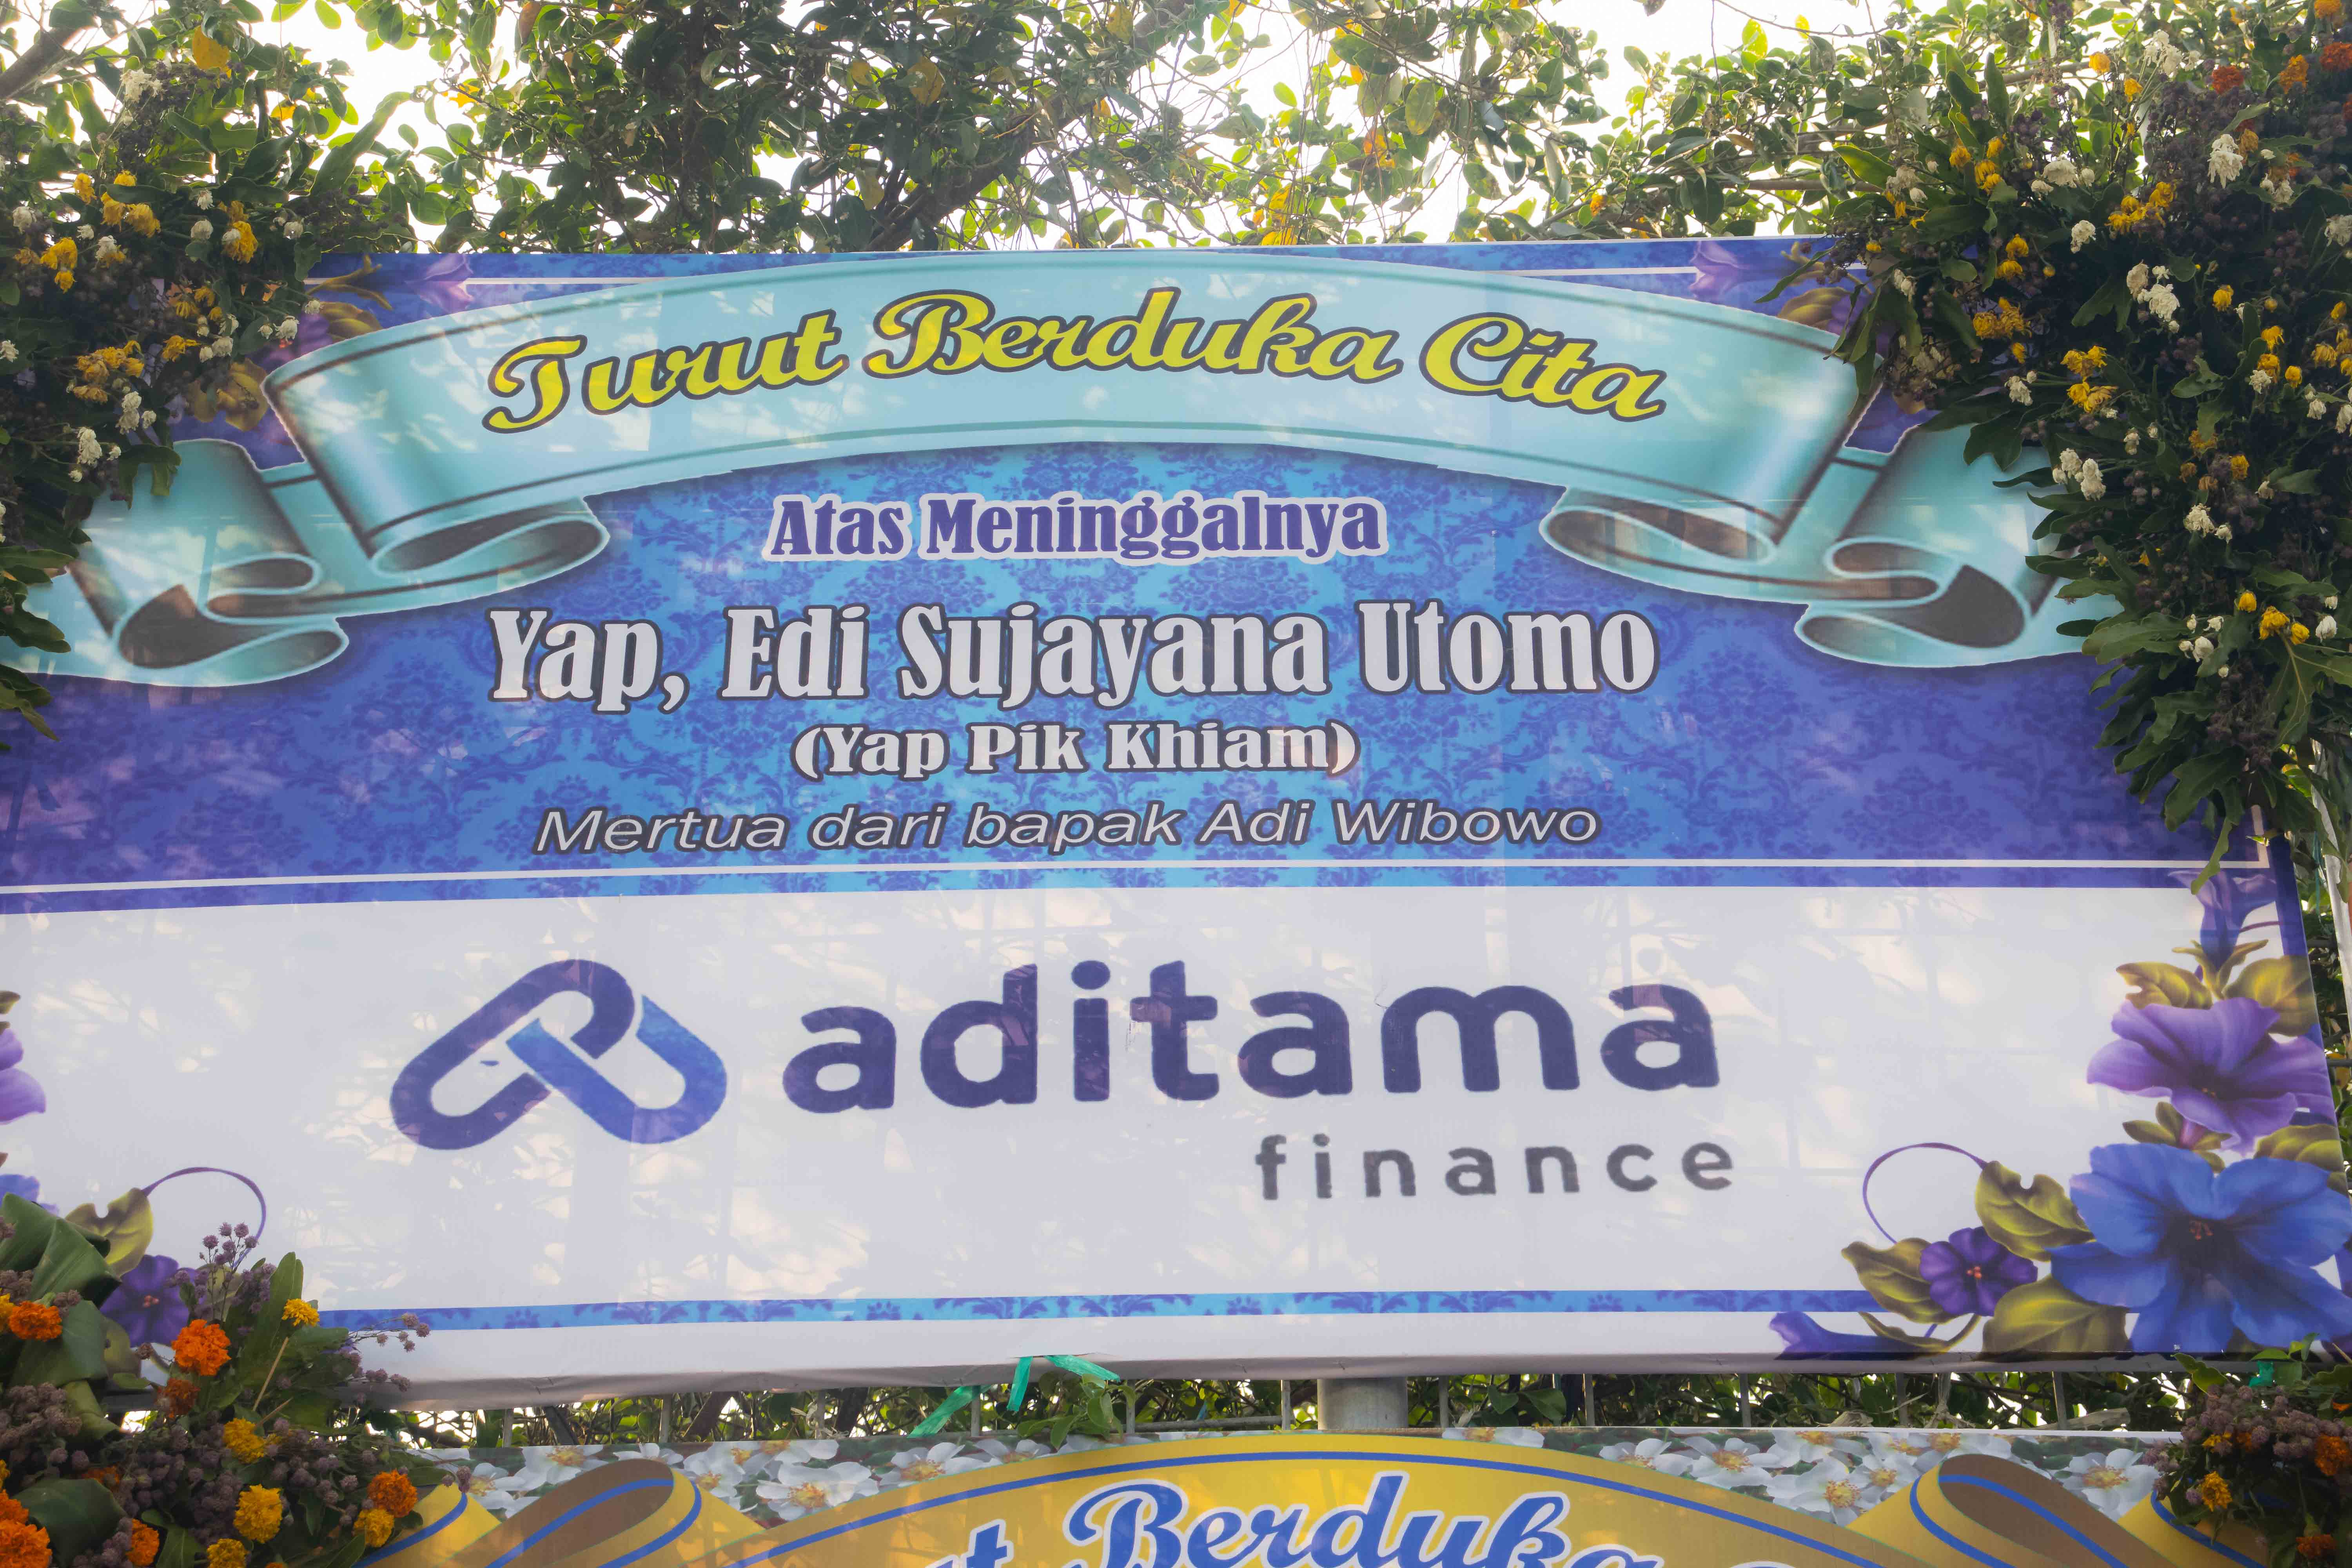 Turut Berduka Cita
Atas Meninggalnya
Yap, Edi Sujayana Utomo
(Yap Pik Khiam)
Mertua dari bapak Adi Wibowo
aditama
finance
Berduka